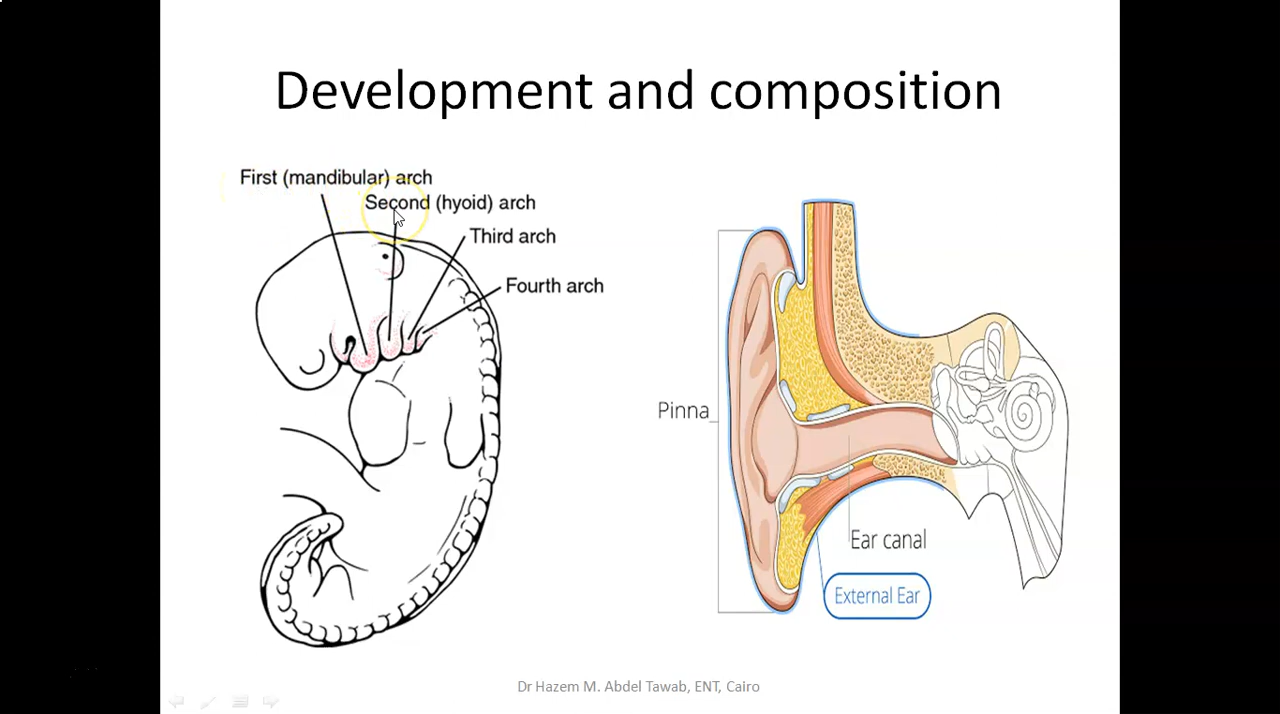 Development and composition
First (mandibular) arch
Second (hyoid) arch
Third arch
Fourth arch
Pinna
Ear canal
External Ear
Dr Hazem M. Abdel Tawab, ENT, Cairo